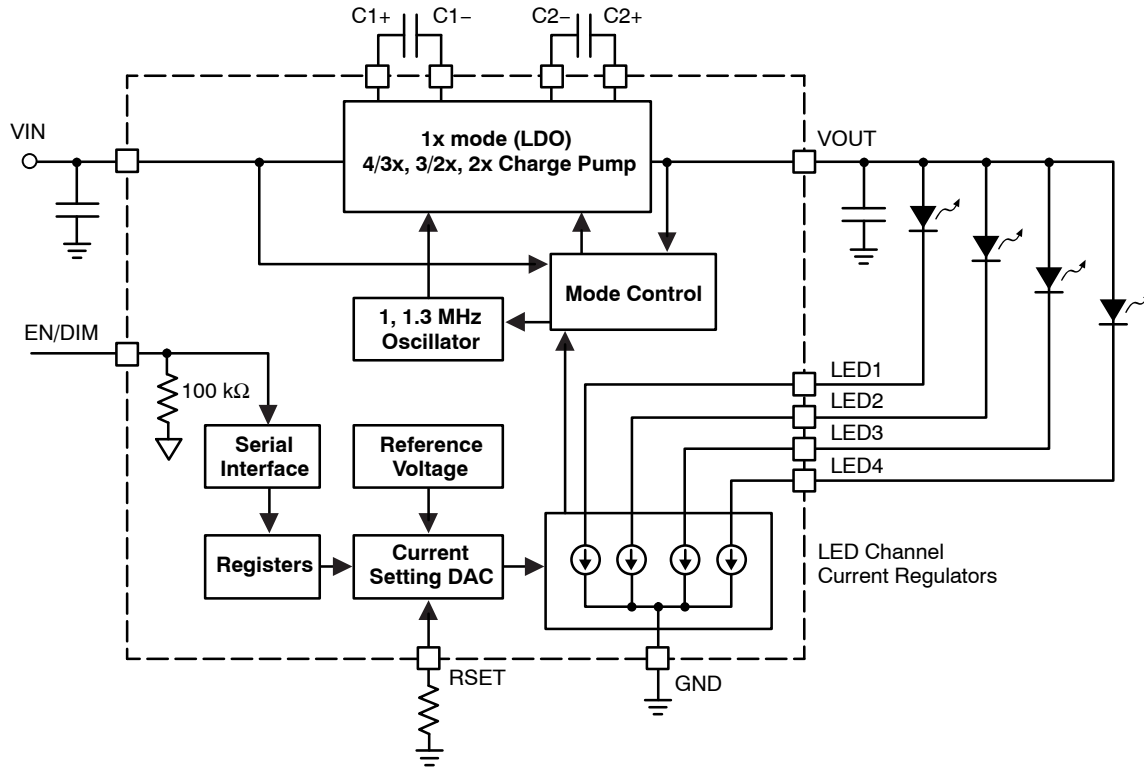 C1+ C1− C2− C2+
VIN
1x mode (LDO)
4/3x, 3/2x, 2x Charge Pump
VOUT
Mode Control
1, 1.3 MHz
Oscillator
EN/DIM
100 kΩ
LED1
LED2
LED3
LED4
Serial
Interface
Reference
Voltage
Registers
Current
Setting DAC
LED Channel
Current Regulators
RSET
GND